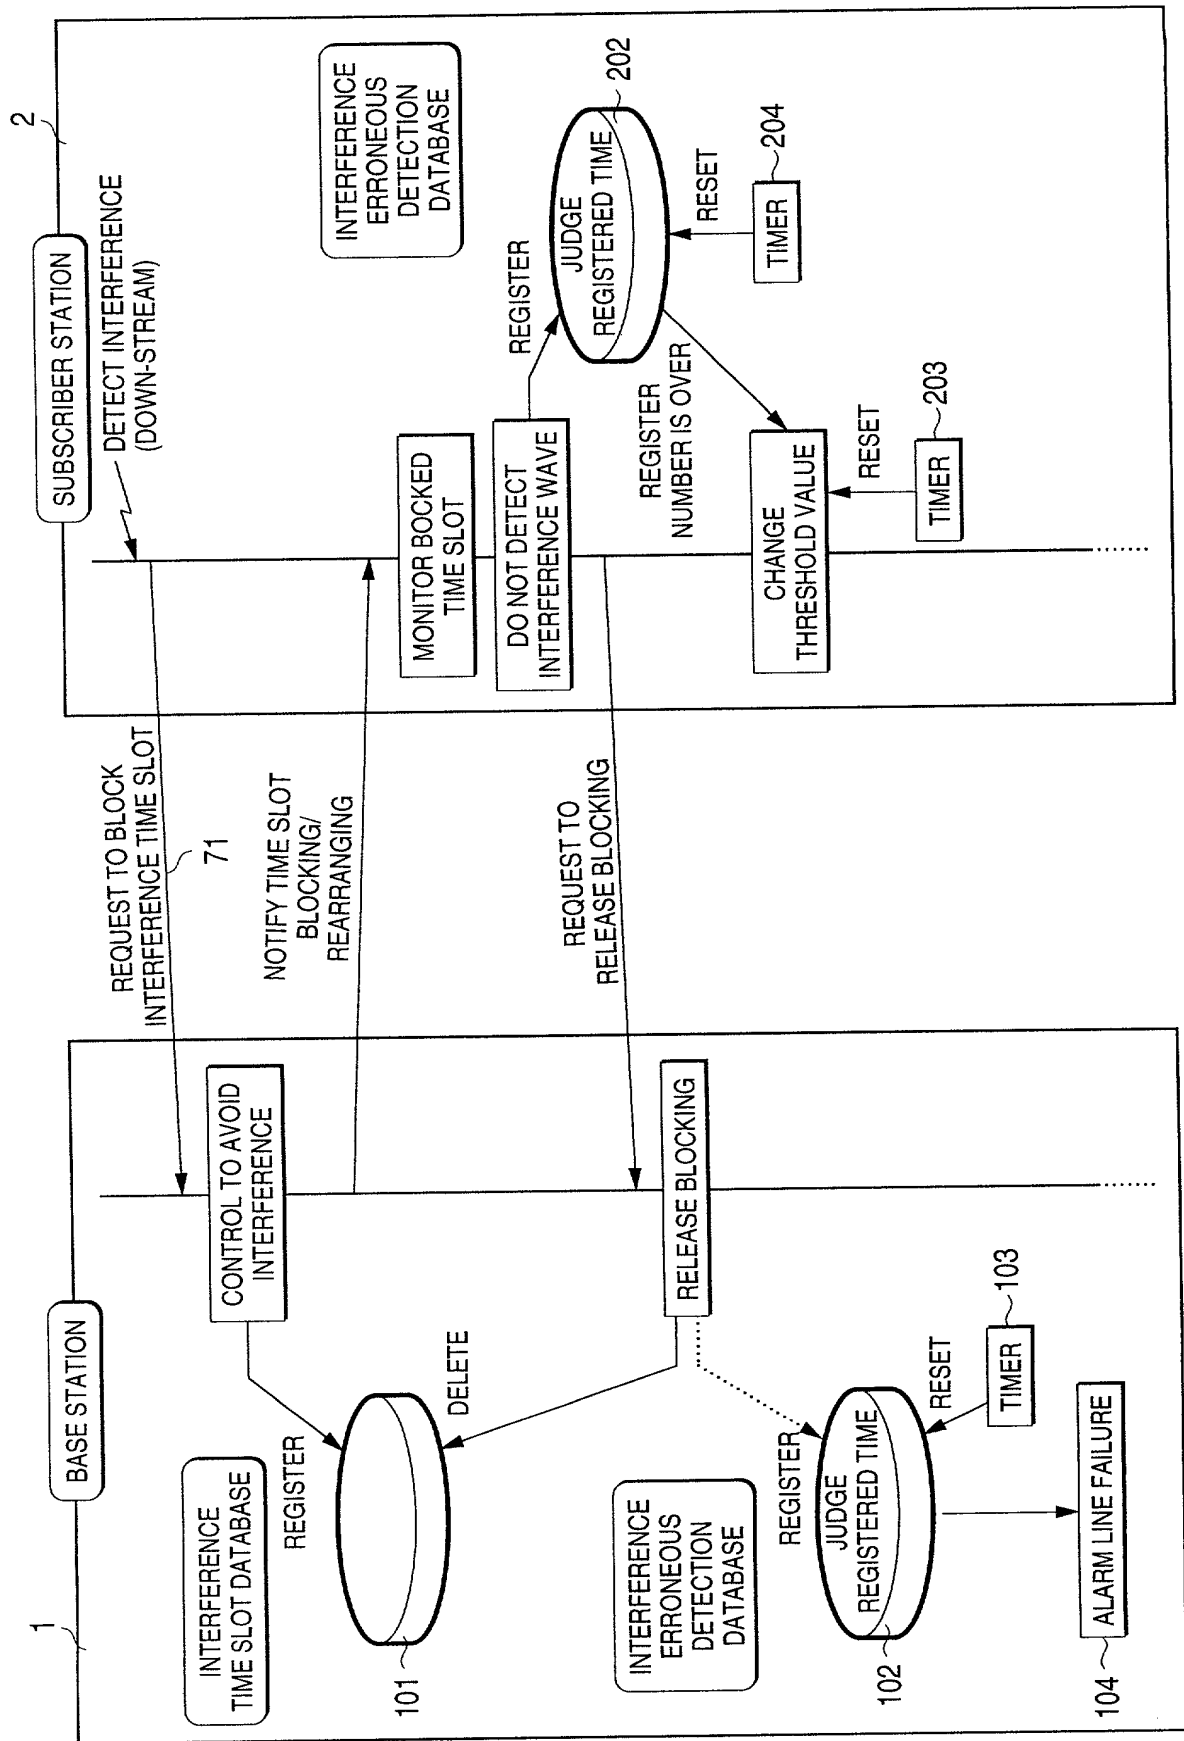 1
BASE STATION
INTERFERENCE
TIME SLOT DATABASE
REGISTER
101
DELETE
CONTROL TO AVOID
INTERFERENCE
INTERFERENCE
ERRONEOUS
DETECTION
DATABASE
REGISTER
JUDGE
REGISTERED TIME
102
RESET
TIMER
103
ALARM LINE FAILURE
104
RELEASE BLOCKING
REQUEST TO BLOCK
INTERFERENCE TIME SLOT
71
NOTIFY TIME SLOT
BLOCKING/
REARRANGING
REQUEST TO
RELEASE BLOCKING
2
SUBSCRIBER STATION
DETECT INTERFERENCE
(DOWN-STREAM)
MONITOR BOCKED
TIME SLOT
DO NOT DETECT
INTERFERENCE WAVE
REGISTER
INTERFERENCE
ERRONEOUS
DETECTION
DATABASE
JUDGE
REGISTERED TIME
202
RESET
TIMER
204
REGISTER
NUMBER IS OVER
CHANGE
THRESHOLD VALUE
RESET
TIMER
203